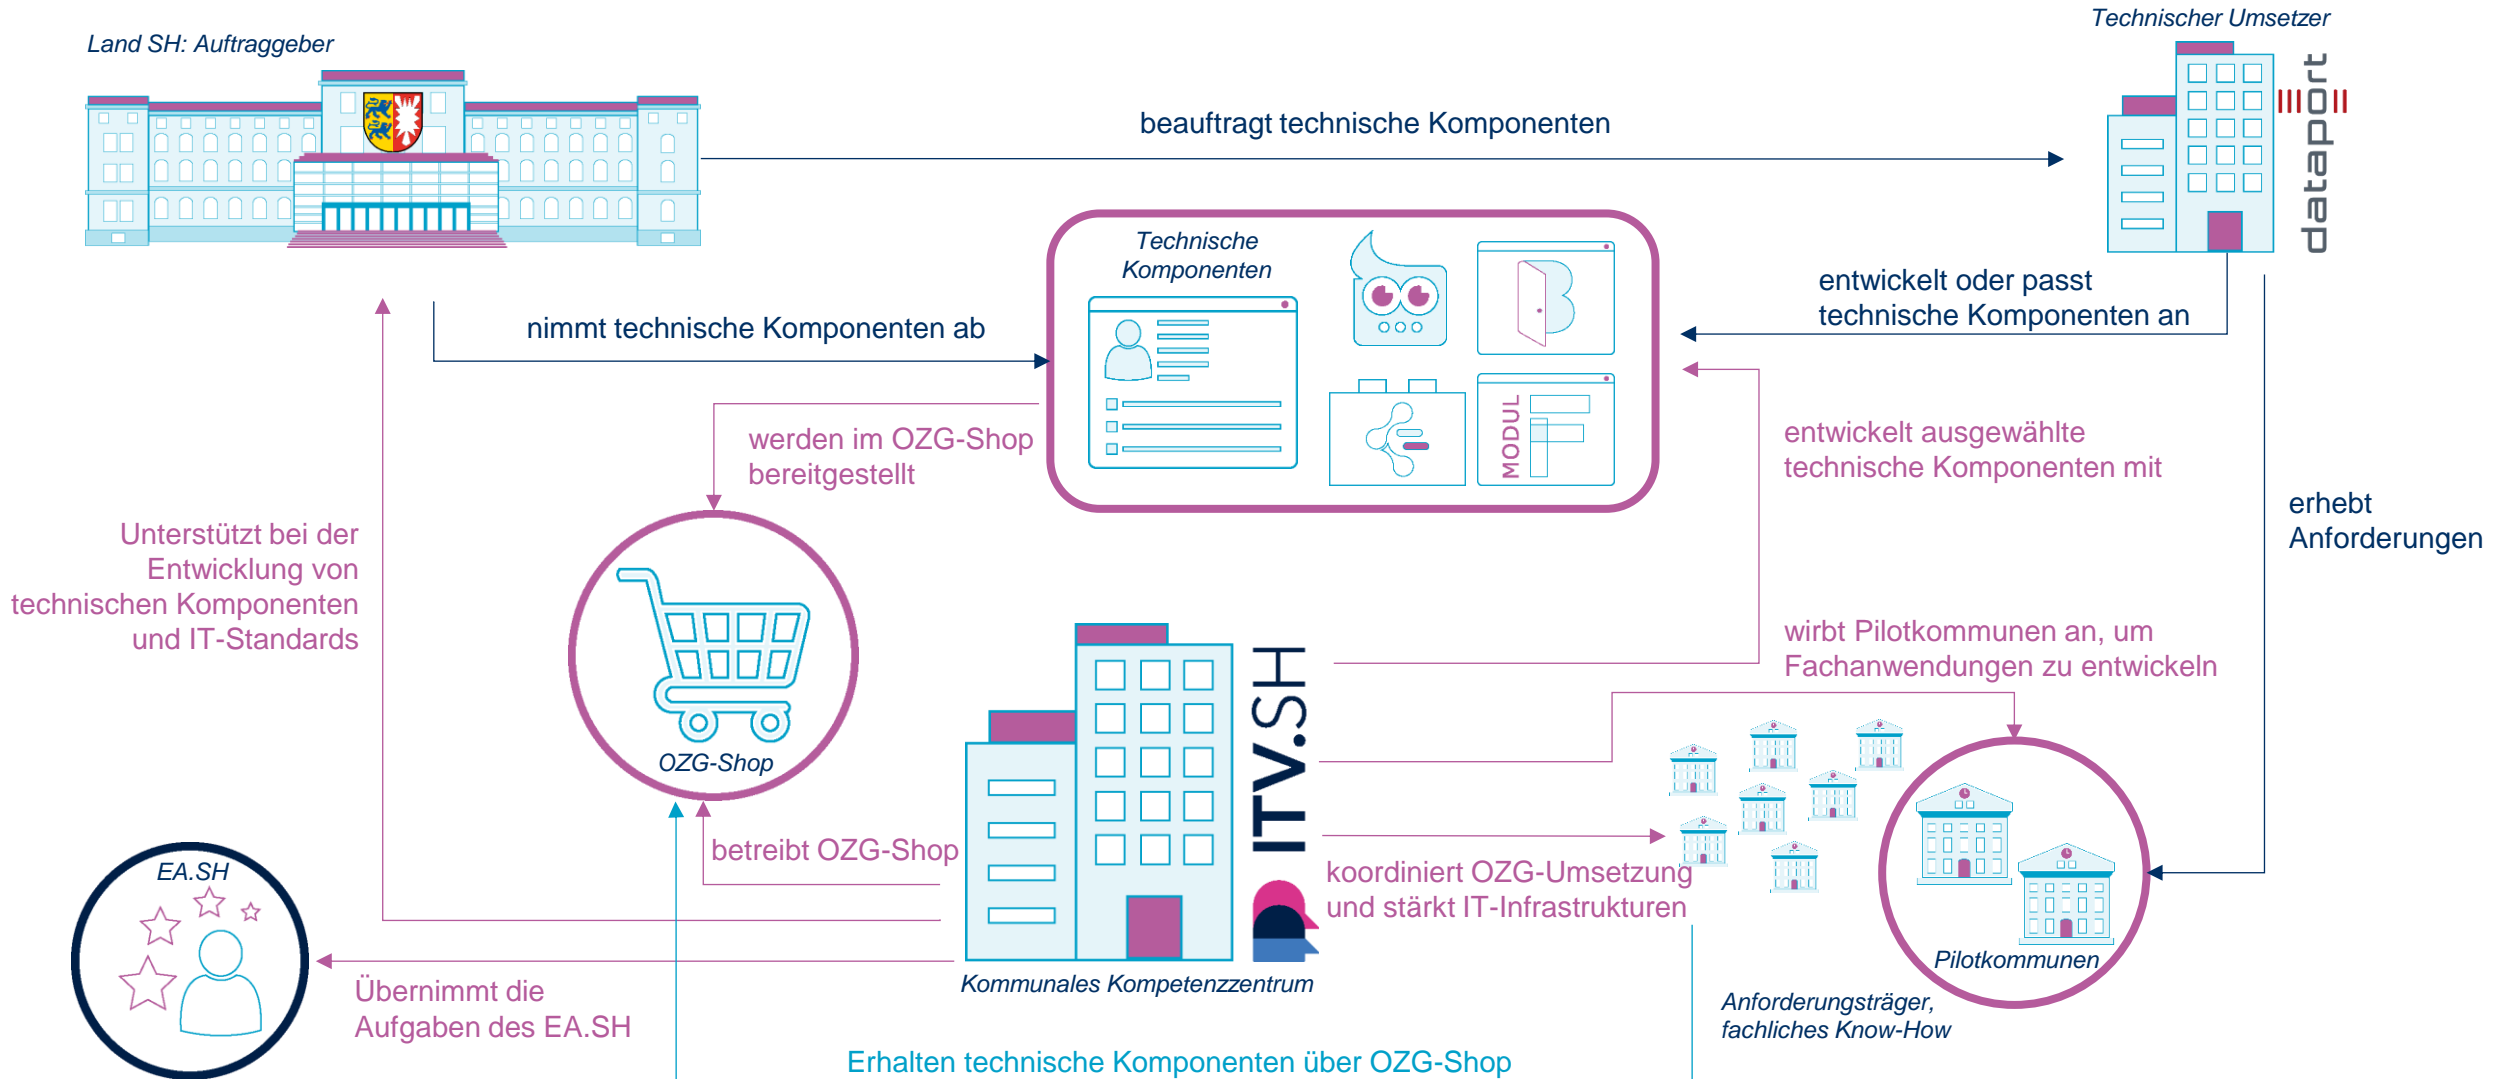 Technischer Umsetzer
Land SH: Auftraggeber
dataport
beauftragt technische Komponenten
Technische
Komponenten
entwickelt oder passt
technische Komponenten an
nimmt technische Komponenten ab
MODUL
werden im OZG-Shop
bereitgestellt
entwickelt ausgewählte
technische Komponenten mit
erhebt
Anforderungen
Unterstützt bei der
Entwicklung von
technischen Komponenten
und IT-Standards
wirbt Pilotkommunen an, um
Fachanwendungen zu entwickeln
OZG-Shop
ITV.SH
betreibt OZG-Shop
koordiniert OZG-Umsetzung
und stärkt IT-Infrastrukturen
EA.SH
Pilotkommunen
Kommunales Kompetenzzentrum
Übernimmt die
Aufgaben des EA.SH
Anforderungsträger,
fachliches Know-How
Erhalten technische Komponenten über OZG-Shop